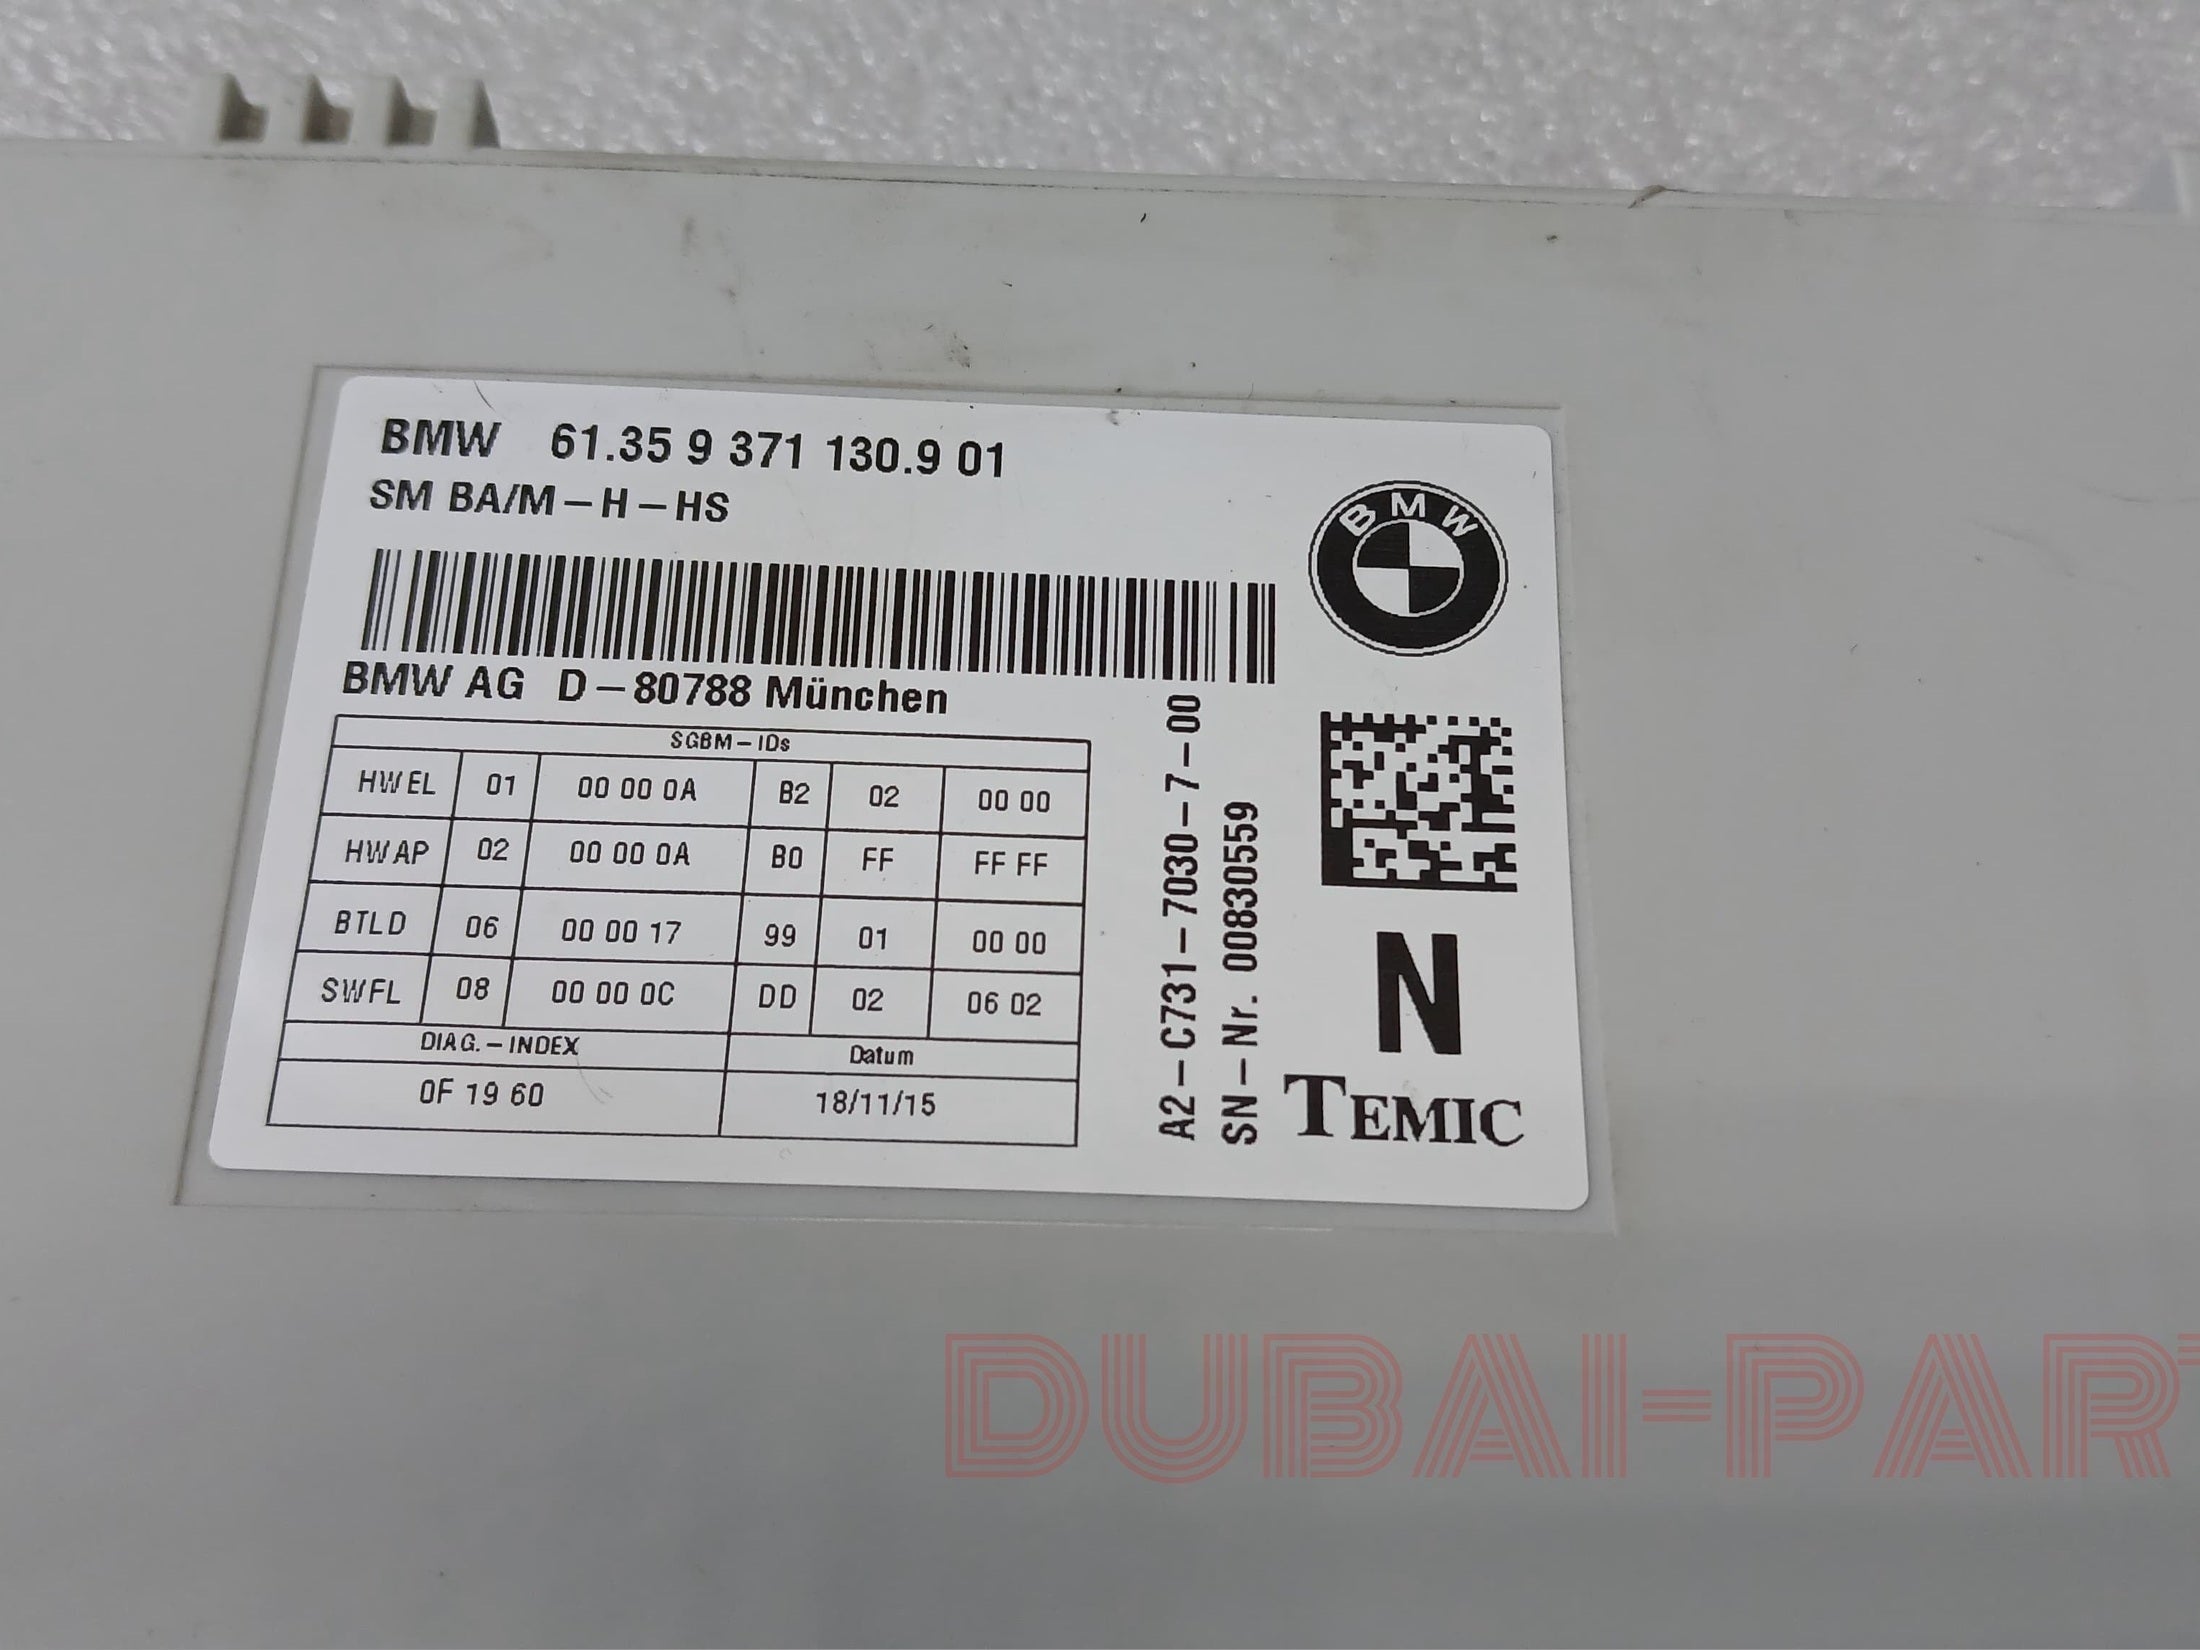 BMW 61.35 9 371 130.9 01
SM BA/M-H-HS
BMW
BMW AG D-80788 München
SGBM-IDs
HWEL 01 00 00 0A B2 02 00 00
HWAP 02 00 00 0A B0 FF FF FF
BTLD 06 00 00 17 99 01 00 00
SWFL 08 00 00 0C DD 02 06 02
DIAG.-INDEX Datum
0F 19 60 18/11/15
A2-C731-7030-7-00
SN-Nr. 00830559
N
TEMIC
DUBAI-PART